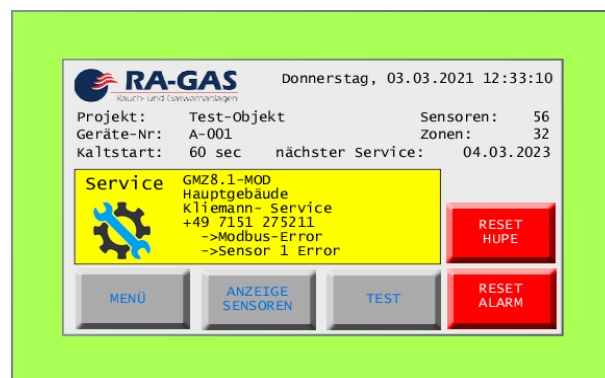 RA-GAS
Rauch- und Gaswarnanlagen
Donnerstag, 03.03.2021 12:33:10
Projekt: Test-Objekt Sensoren: 56
Geräte-Nr: A-001 Zonen: 32
Kaltstart: 60 sec nächster Service: 04.03.2023
Service
GMZ8.1-MOD
Hauptgebäude
Kliemann- Service
+49 7151 275211
->Modbus-Error
->Sensor 1 Error
RESET
HUPE
MENÜ
ANZEIGE
SENSOREN
TEST
RESET
ALARM